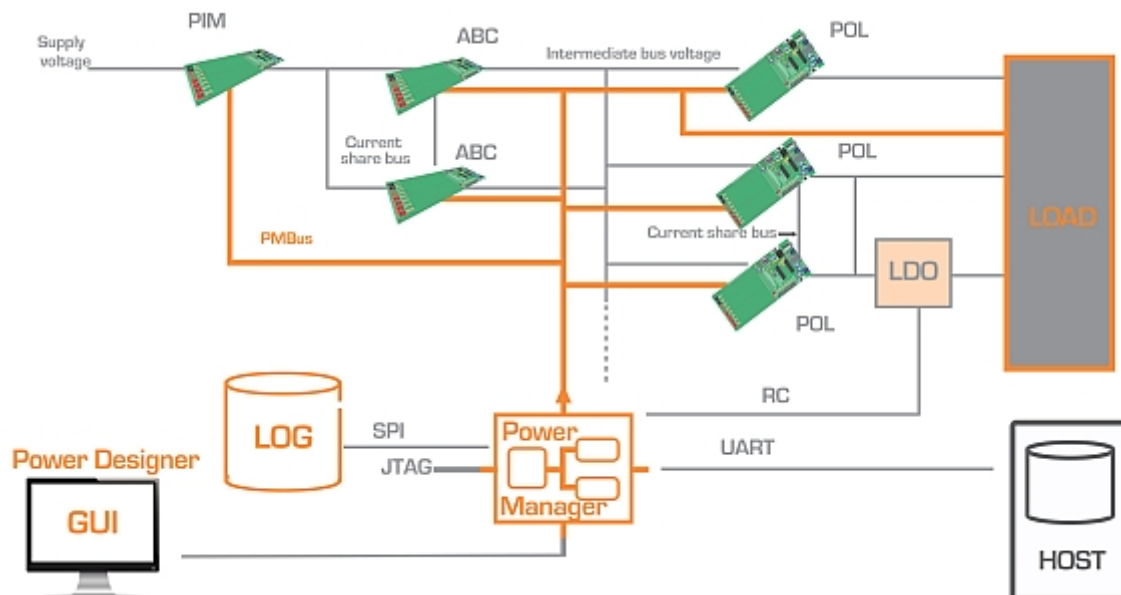 PIM
ABC
POL
Supply
voltage
Intermediate bus voltage
Current
share bus
ABC
POL
LOAD
PMBus
Current share bus
LDO
POL
RC
LOG
SPI
Power
Manager
UART
JTAG
Power Designer
GUI
HOST